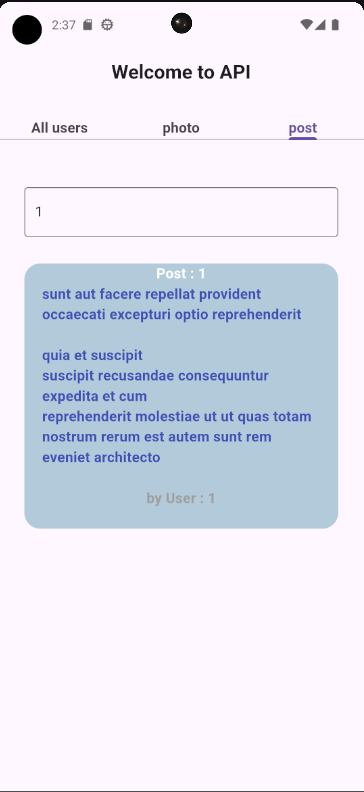 2:37
Welcome to API
All users photo post
1
Post : 1
sunt aut facere repellat provident
occaecati excepturi optio reprehenderit
quia et suscipit
suscipit recusandae consequuntur
expedita et cum
reprehenderit molestiae ut ut quas totam
nostrum rerum est autem sunt rem
eveniet architecto
by User : 1